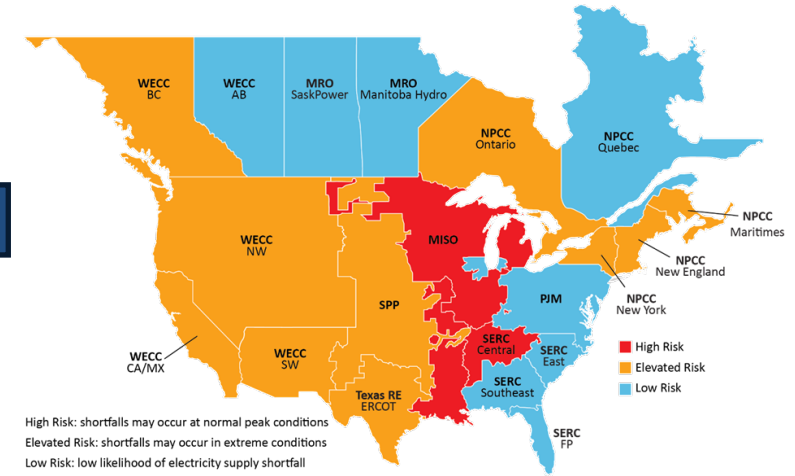 WECC
BC
WECC
AB
MRO
SaskPower
MRO
Manitoba Hydro
NPCC
Ontario
NPCC
Quebec
NPCC
Maritimes
NPCC
New England
NPCC
New York
WECC
NW
MISO
SPP
PJM
SERC
Central
SERC
East
SERC
Southeast
SERC
FP
WECC
CA/MX
WECC
SW
Texas RE
ERCOT
High Risk
Elevated Risk
Low Risk
High Risk: shortfalls may occur at normal peak conditions
Elevated Risk: shortfalls may occur in extreme conditions
Low Risk: low likelihood of electricity supply shortfall